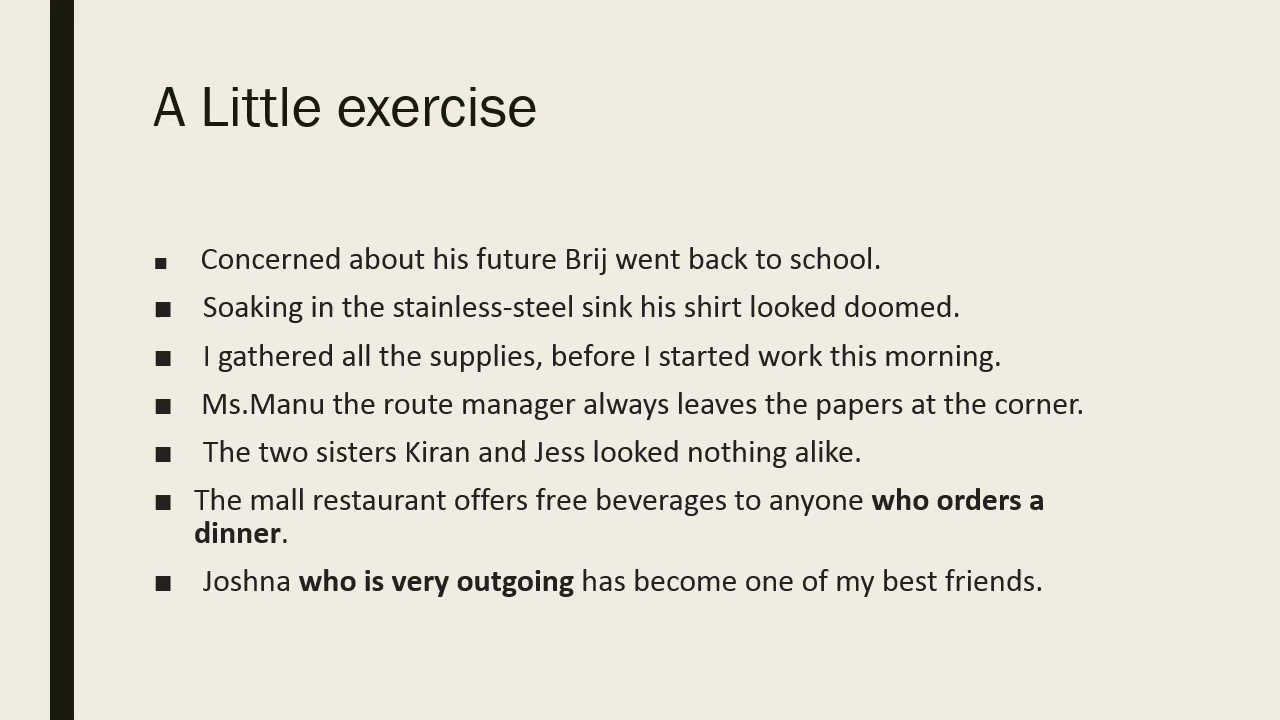 A Little exercise
Concerned about his future Brij went back to school.
Soaking in the stainless-steel sink his shirt looked doomed.
I gathered all the supplies, before I started work this morning.
Ms.Manu the route manager always leaves the papers at the corner.
The two sisters Kiran and Jess looked nothing alike.
The mall restaurant offers free beverages to anyone who orders a
dinner.
Joshna who is very outgoing has become one of my best friends.